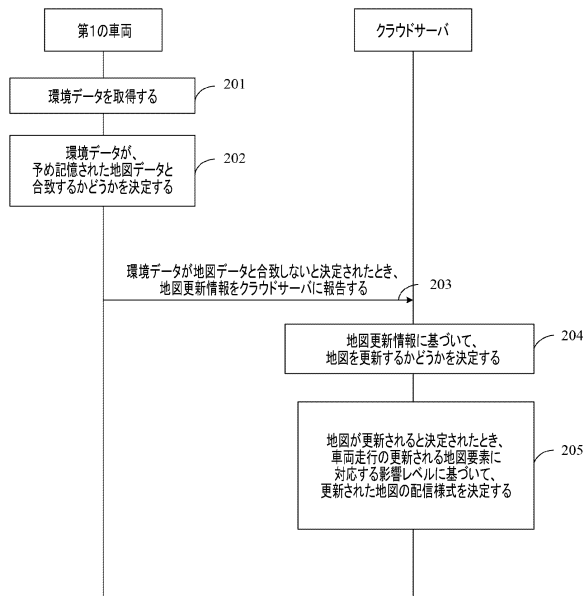 第1の車両
クラウドサーバ
環境データを取得する
201
環境データが、
予め記憶された地図データと
合致するかどうかを決定する
202
環境データが地図データと合致しないと決定されたとき、
地図更新情報をクラウドサーバに報告する
203
地図更新情報に基づいて、
地図を更新するかどうかを決定する
204
地図が更新されると決定されたとき、
車両走行の更新される地図要素に
対応する影響レベルに基づいて、
更新された地図の配信様式を決定する
205